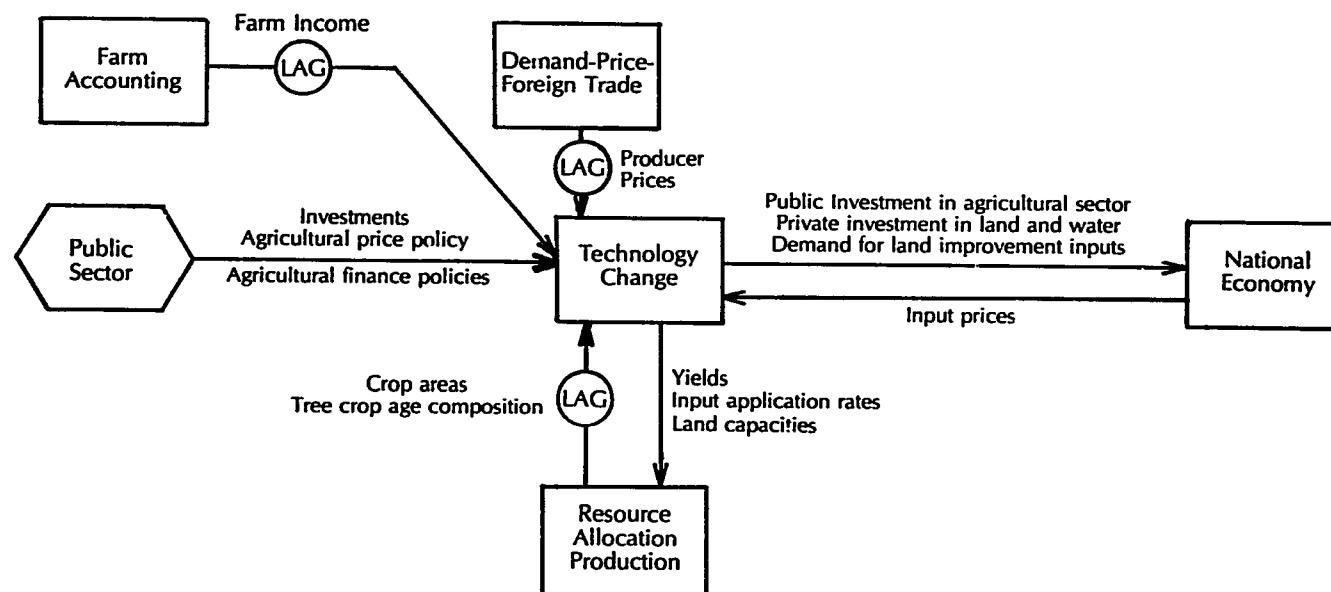 Farm Income
Farm
Accounting
LAG
Demand-Price-
Foreign Trade
LAG
Producer
Prices
Public
Sector
Investments
Agricultural price policy
Agricultural finance policies
Technology
Change
Public Investment in agricultural sector
Private investment in land and water
Demand for land improvement inputs
Input prices
National
Economy
Crop areas
Tree crop age composition
LAG
Yields
Input application rates
Land capacities
Resource
Allocation
Production